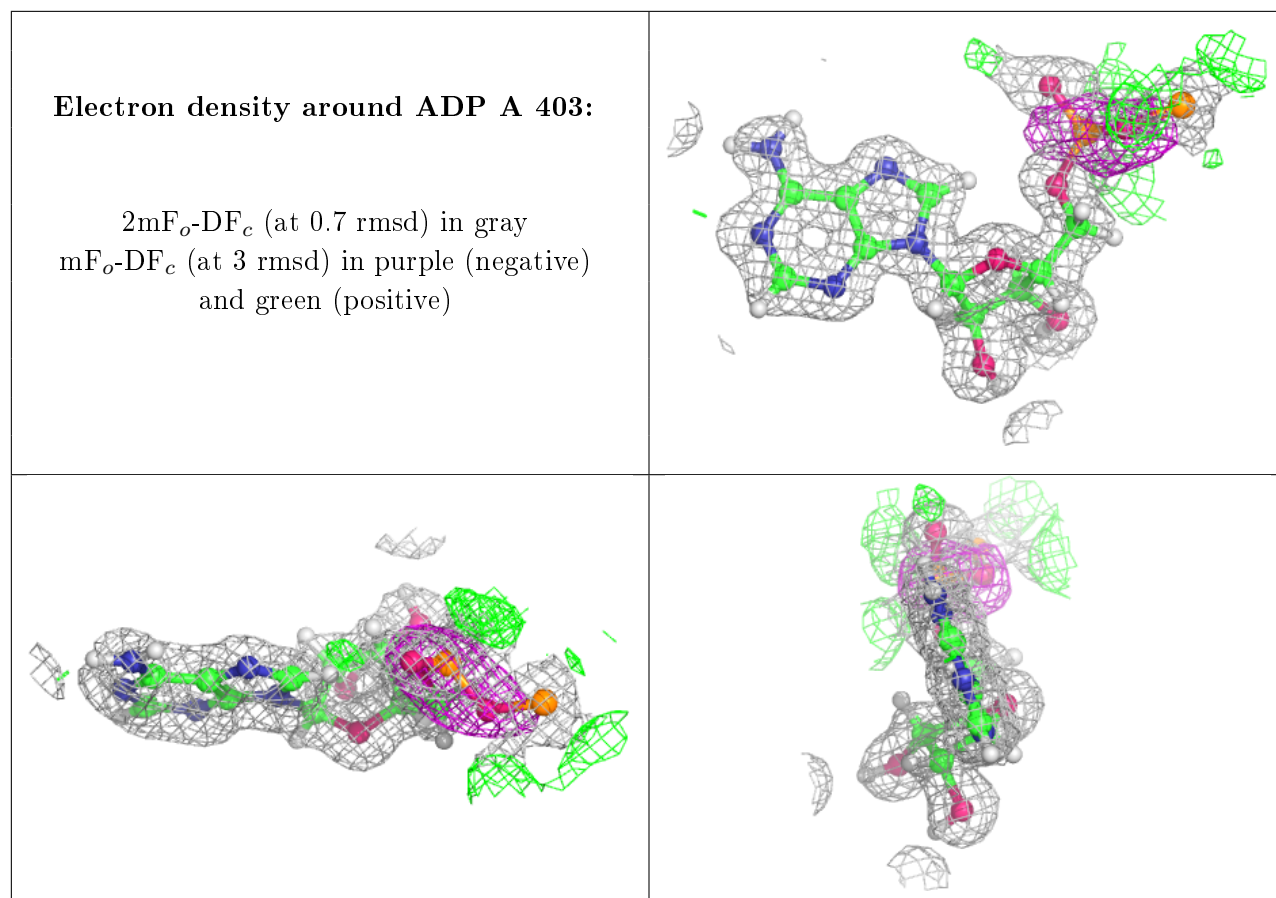 Electron density around ADP A 403:
2mFₒ-DF𝒸 (at 0.7 rmsd) in gray
mFₒ-DF𝒸 (at 3 rmsd) in purple (negative)
and green (positive)